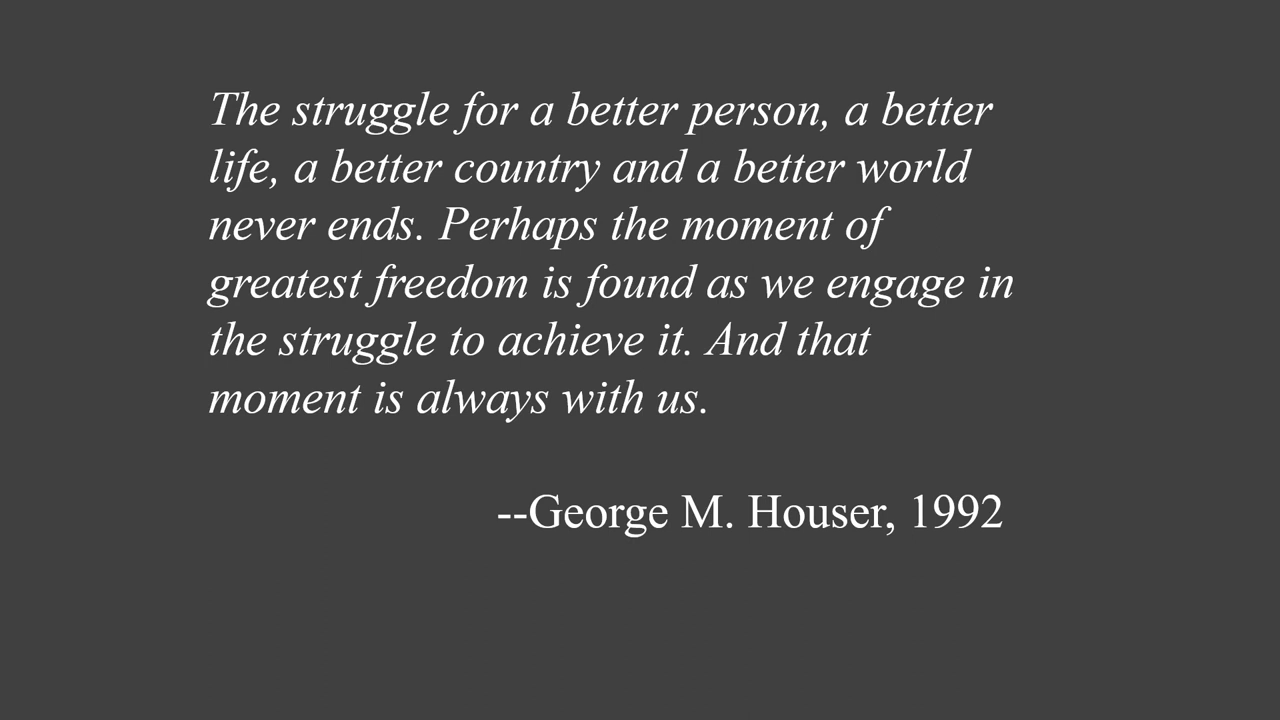 The struggle for a better person, a better
life, a better country and a better world
never ends. Perhaps the moment of
greatest freedom is found as we engage in
the struggle to achieve it. And that
moment is always with us.
--George M. Houser, 1992